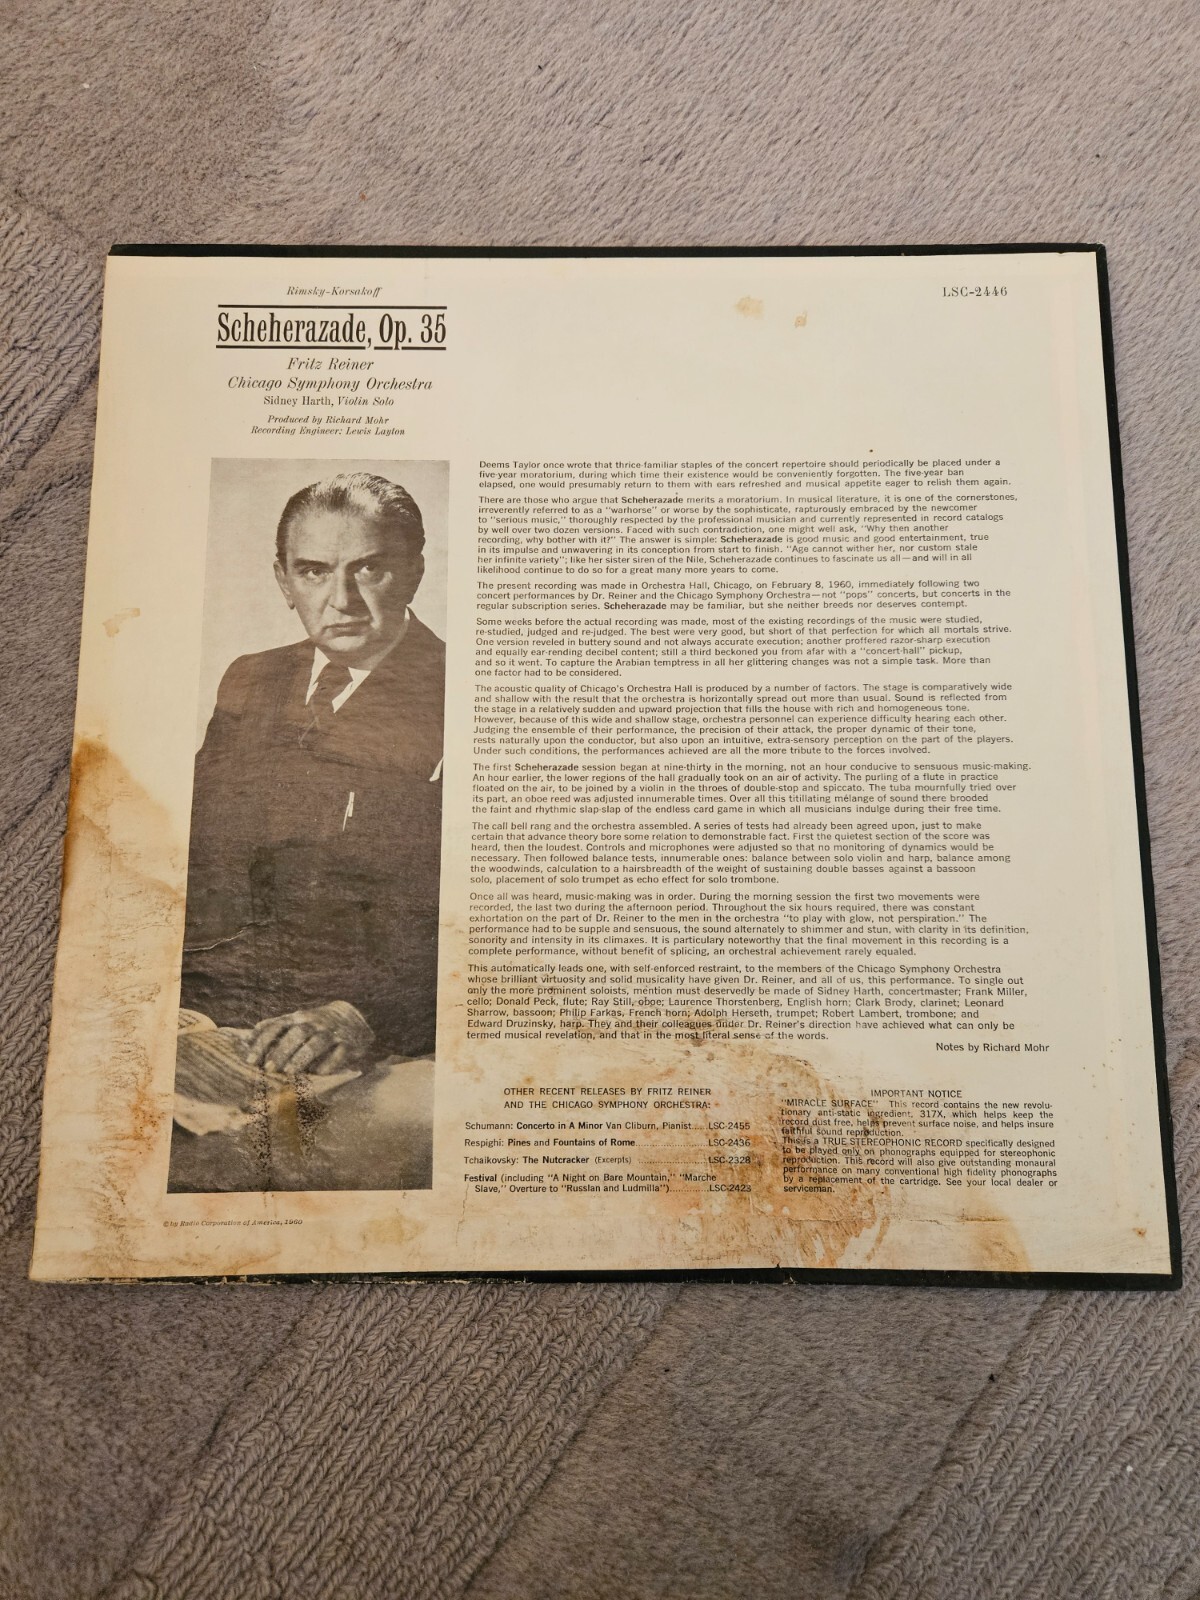 Rimsky-Korsakoff
LSC-2446
Scheherazade, Op. 35
Fritz Reiner
Chicago Symphony Orchestra
Sidney Harth, Violin Solo
Produced by Richard Mohr
Recording Engineer: Lewis Layton
Deems Taylor once wrote that thrice-familiar staples of the concert repertoire should periodically be placed under a
five-year moratorium, during which time their existence would be conveniently forgotten. The five-year ban
elapsed, one would presumably return to them with ears refreshed and musical appetite eager to relish them again.
There are those who argue that Scheherazade merits a moratorium. In musical literature, it is one of the cornerstones,
irreverently referred to as a "warhorse" or worse by the sophisticate, rapturously embraced by the newcomer
to "serious music," thoroughly respected by the professional musician and currently represented in record catalogs
by well over two dozen versions. Faced with such contradiction, one might well ask, "Why then another
recording, why bother with it?" The answer is simple: Scheherazade is good music and good entertainment, true
in its impulse and unwavering in its conception from start to finish. "Age cannot wither her, nor custom stale
her infinite variety"; like her sister siren of the Nile, Scheherazade continues to fascinate us all—and will in all
likelihood continue to do so for a great many more years to come.
The present recording was made in Orchestra Hall, Chicago, on February 8, 1960, immediately following two
concert performances by Dr. Reiner and the Chicago Symphony Orchestra—not "pops" concerts, but concerts in the
regular subscription series. Scheherazade may be familiar, but she neither breeds nor deserves contempt.
Some weeks before the actual recording was made, most of the existing recordings of the music were studied,
re-studied, judged and re-judged. The best were very good, but short of that perfection for which all mortals strive.
One version reveled in buttery sound and not always accurate execution; another proffered razor-sharp execution
and equally ear-rending decibel content; still a third beckoned you from afar with a "concert-hall" pickup,
and so it went. To capture the Arabian temptress in all her glittering changes was not a simple task. More than
one factor had to be considered.
The acoustic quality of Chicago's Orchestra Hall is produced by a number of factors. The stage is comparatively wide
and shallow with the result that the orchestra is horizontally spread out more than usual. Sound is reflected from
the stage in a relatively sudden and upward projection that fills the house with rich and homogeneous tone.
However, because of this wide and shallow stage, orchestra personnel can experience difficulty hearing each other.
Judging the ensemble of their performance, the precision of their attack, the proper dynamic of their tone,
rests naturally upon the conductor, but also upon an intuitive, extra-sensory perception on the part of the players.
Under such conditions, the performances achieved are all the more tribute to the forces involved.
The first Scheherazade session began at nine-thirty in the morning, not an hour conducive to sensuous music-making.
An hour earlier, the lower regions of the hall gradually took on an air of activity. The purling of a flute in practice
floated on the air, to be joined by a violin in the throes of double-stop and spiccato. The tuba mournfully tried over
its part, an oboe reed was adjusted innumerable times. Over all this titillating mélange of sound there brooded
the faint and rhythmic slap-slap of the endless card game in which all musicians indulge during their free time.
The call bell rang and the orchestra assembled. A series of tests had already been agreed upon, just to make
certain that advance theory bore some relation to demonstrable fact. First the quietest section of the score was
heard, then the loudest. Controls and microphones were adjusted so that no monitoring of dynamics would be
necessary. Then followed balance tests, innumerable ones: balance between solo violin and harp, balance among
the woodwinds, calculation to a hairsbreadth of the weight of sustaining double basses against a bassoon
solo, placement of solo trumpet as echo effect for solo trombone.
Once all was heard, music-making was in order. During the morning session the first two movements were
recorded, the last two during the afternoon period. Throughout the six hours required, there was constant
exhortation on the part of Dr. Reiner to the men in the orchestra "to play with glow, not perspiration." The
performance had to be supple and sensuous, the sound alternately to shimmer and stun, with clarity in its definition,
sonority and intensity in its climaxes. It is particulary noteworthy that the final movement in this recording is a
complete performance, without benefit of splicing, an orchestral achievement rarely equaled.
This automatically leads one, with self-enforced restraint, to the members of the Chicago Symphony Orchestra
whose brilliant virtuosity and solid musicality have given Dr. Reiner, and all of us, this performance. To single out
only the more prominent soloists, mention must deservedly be made of Sidney Harth, concertmaster; Frank Miller,
cello; Donald Peck, flute; Ray Still, oboe; Laurence Thorstenberg, English horn; Clark Brody, clarinet; Leonard
Sharrow, bassoon; Philip Farkas, French horn; Adolph Herseth, trumpet; Robert Lambert, trombone; and
Edward Druzinsky, harp. They and their colleagues under Dr. Reiner's direction have achieved what can only be
termed musical revelation, and that in the most literal sense of the words.
Notes by Richard Mohr
OTHER RECENT RELEASES BY FRITZ REINER
AND THE CHICAGO SYMPHONY ORCHESTRA:
Schumann: Concerto in A Minor Van Cliburn, Pianist.... LSC-2455
Respighi: Pines and Fountains of Rome....................LSC-2436
Tchaikovsky: The Nutcracker (Excerpts) ....................LSC-2328
Festival (including "A Night on Bare Mountain," "Marche
Slave," Overture to "Russlan and Ludmilla")............LSC-2423
IMPORTANT NOTICE
"MIRACLE SURFACE" This record contains the new revolu-
tionary anti-static ingredient, 317X, which helps keep the
record dust free, helps prevent surface noise, and helps insure
faithful sound reproduction.
This is a TRUE STEREOPHONIC RECORD specifically designed
to be played only on phonographs equipped for stereophonic
reproduction. This record will also give outstanding monaural
performance on many conventional high fidelity phonographs
by a replacement of the cartridge. See your local dealer or
serviceman.
© by Radio Corporation of America, 1960